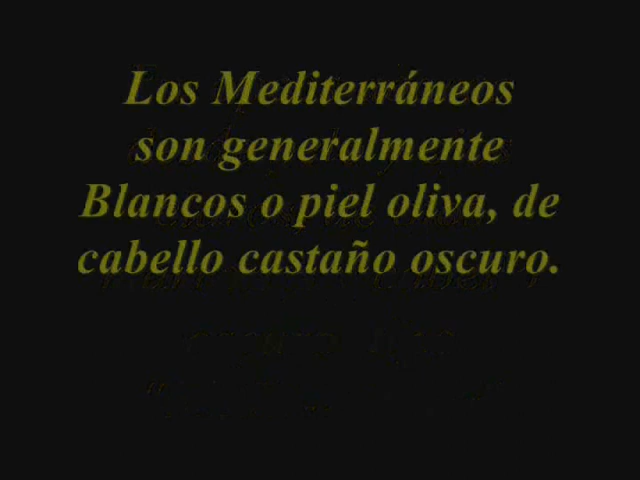 Los Mediterráneos
son generalmente
Blancos o piel oliva, de
cabello castaño oscuro.